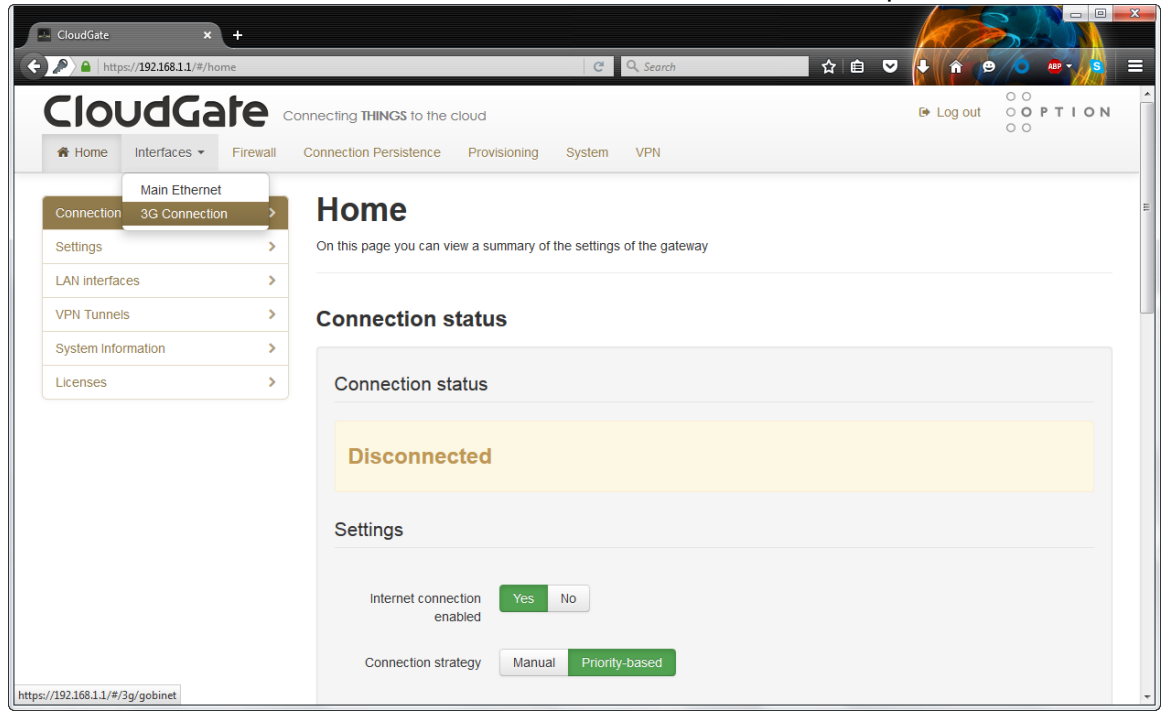 CloudGate
https://192.168.1.1/#/home
Search
ABP
S
CloudGate Connecting THINGS to the cloud
Log out
OPTION
Home Interfaces Firewall Connection Persistence Provisioning System VPN
Main Ethernet
3G Connection
Connection
Settings
LAN interfaces
VPN Tunnels
System Information
Licenses
Home
On this page you can view a summary of the settings of the gateway
Connection status
Connection status
Disconnected
Settings
Internet connection
enabled
Yes No
Connection strategy Manual Priority-based
https://192.168.1.1/#/3g/gobinet